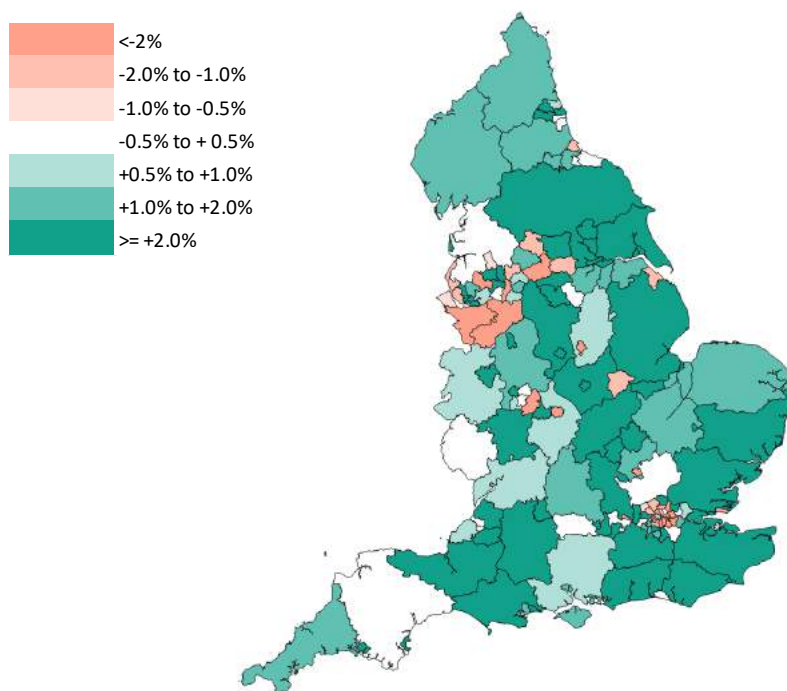 <-2%
-2.0% to -1.0%
-1.0% to -0.5%
-0.5% to + 0.5%
+0.5% to +1.0%
+1.0% to +2.0%
>= +2.0%